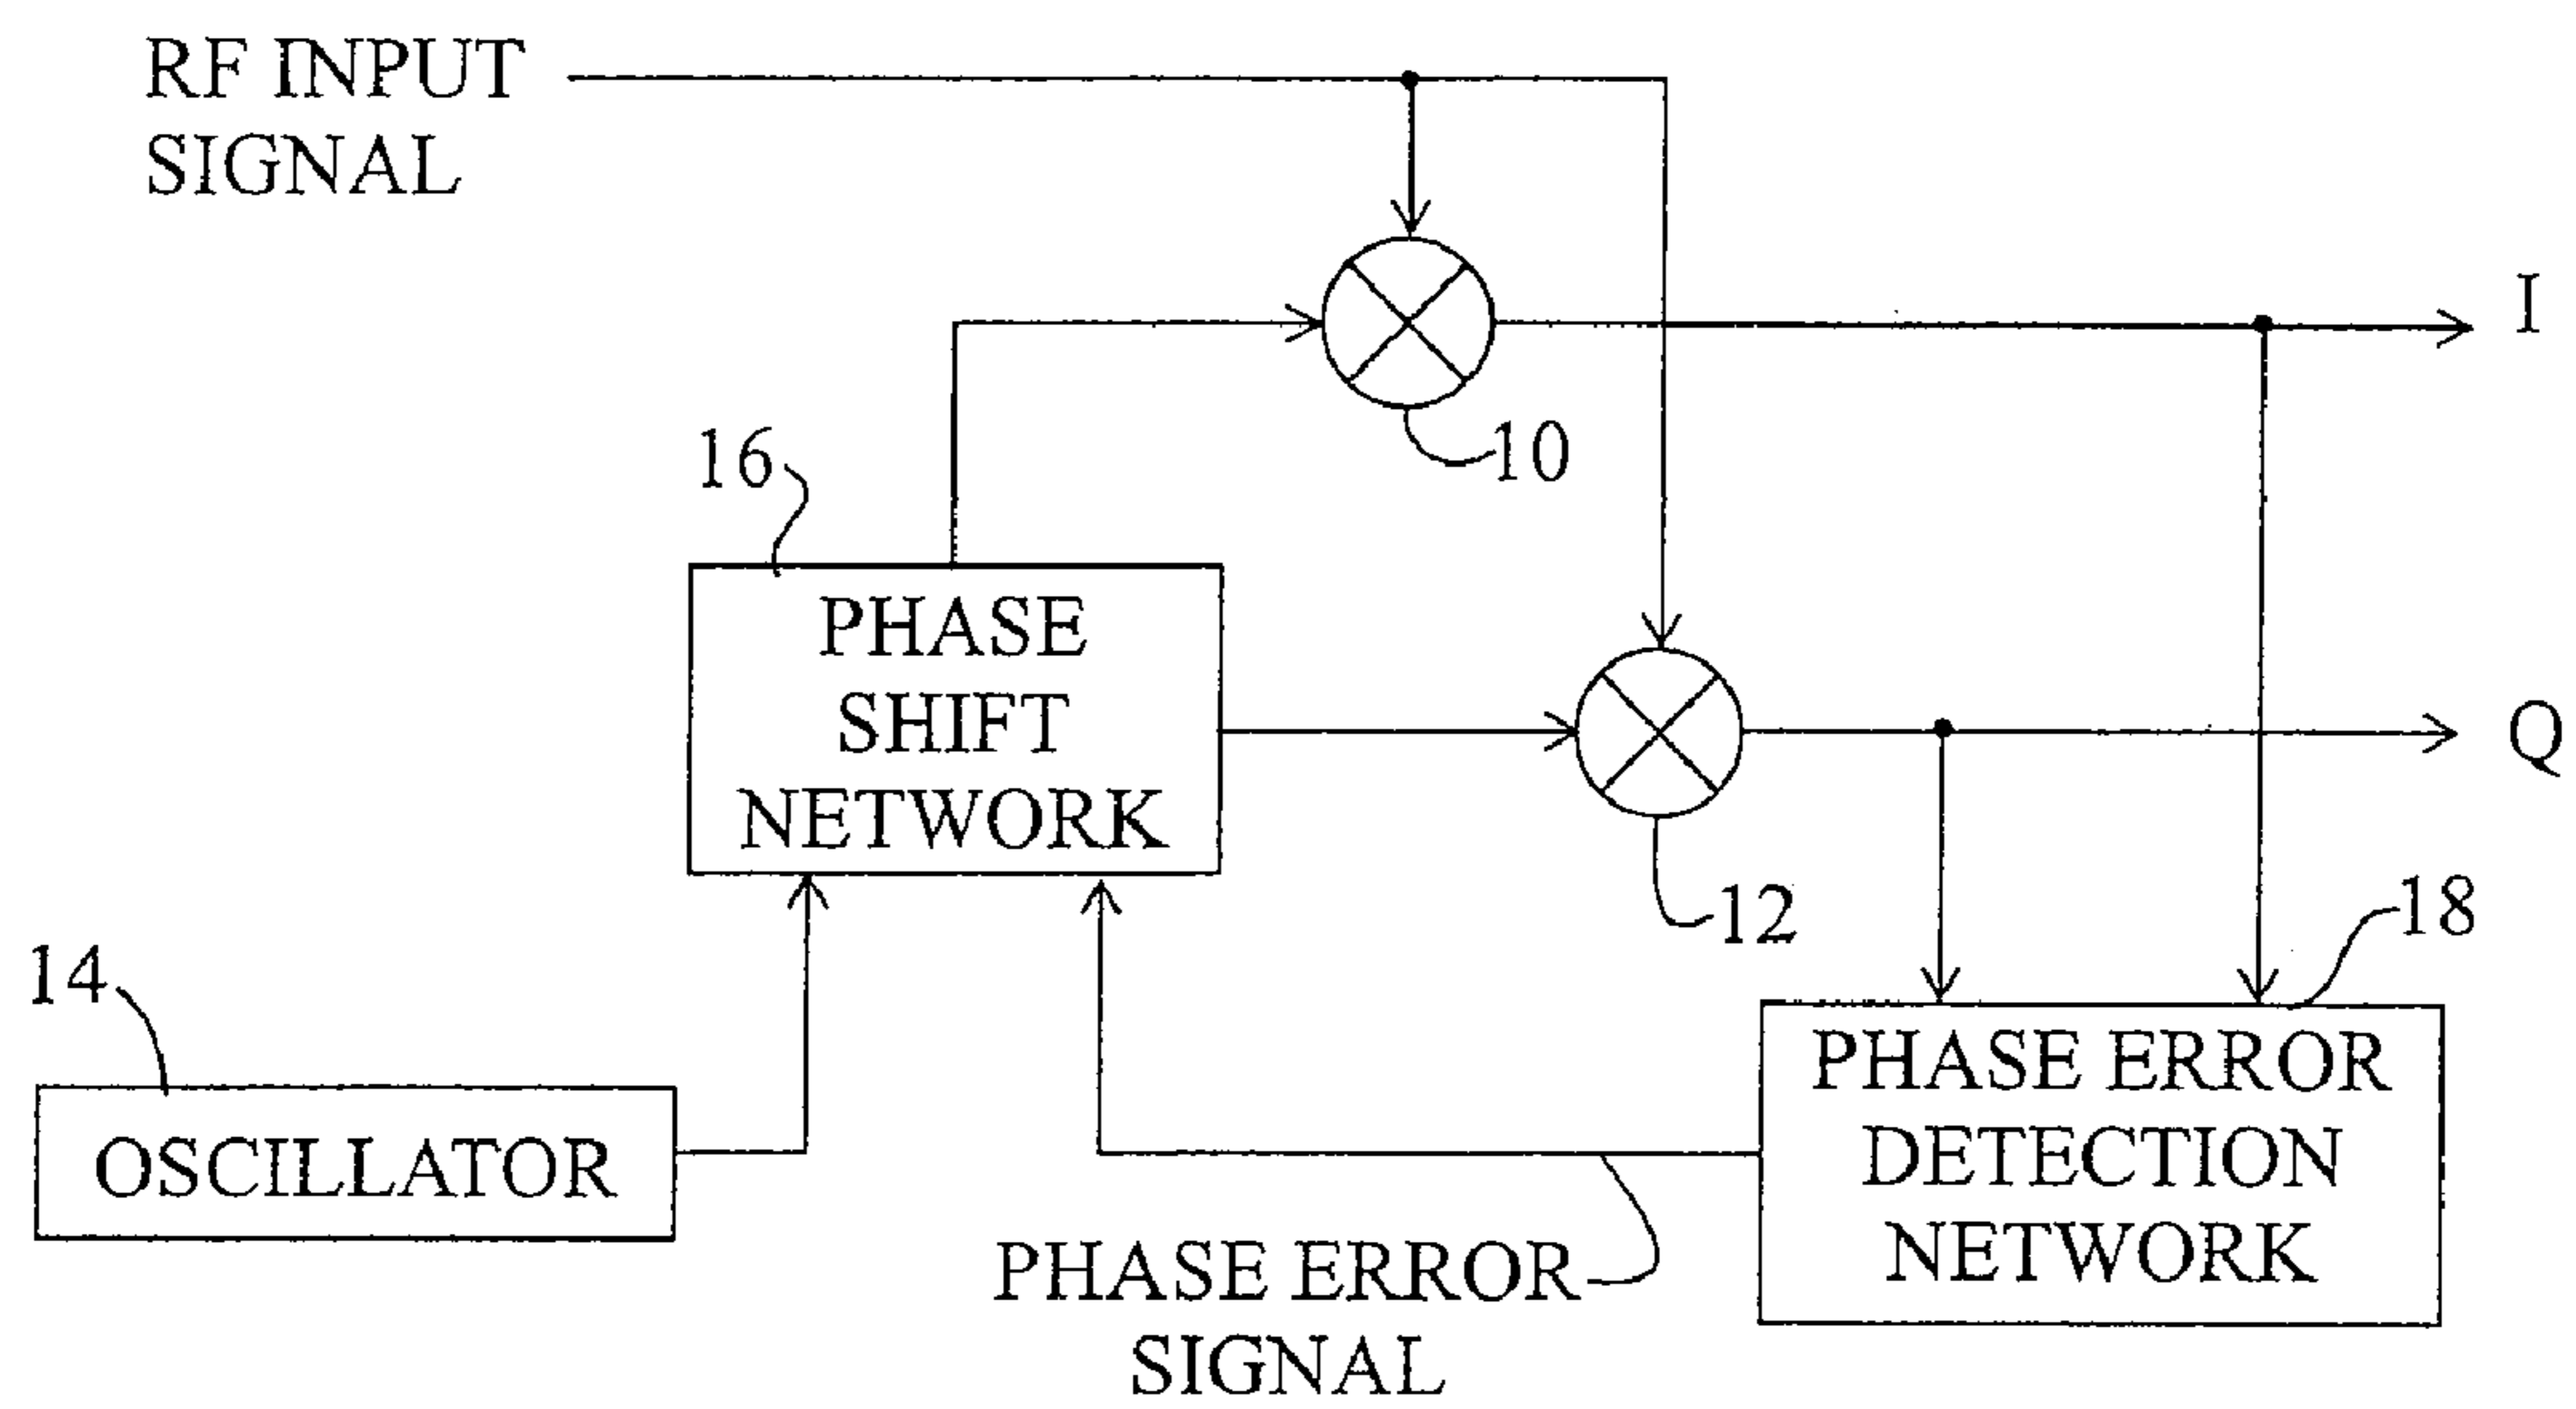 RF INPUT
SIGNAL
I
10
16
PHASE
SHIFT
NETWORK
Q
12
18
14
OSCILLATOR
PHASE ERROR
DETECTION
NETWORK
PHASE ERROR
SIGNAL